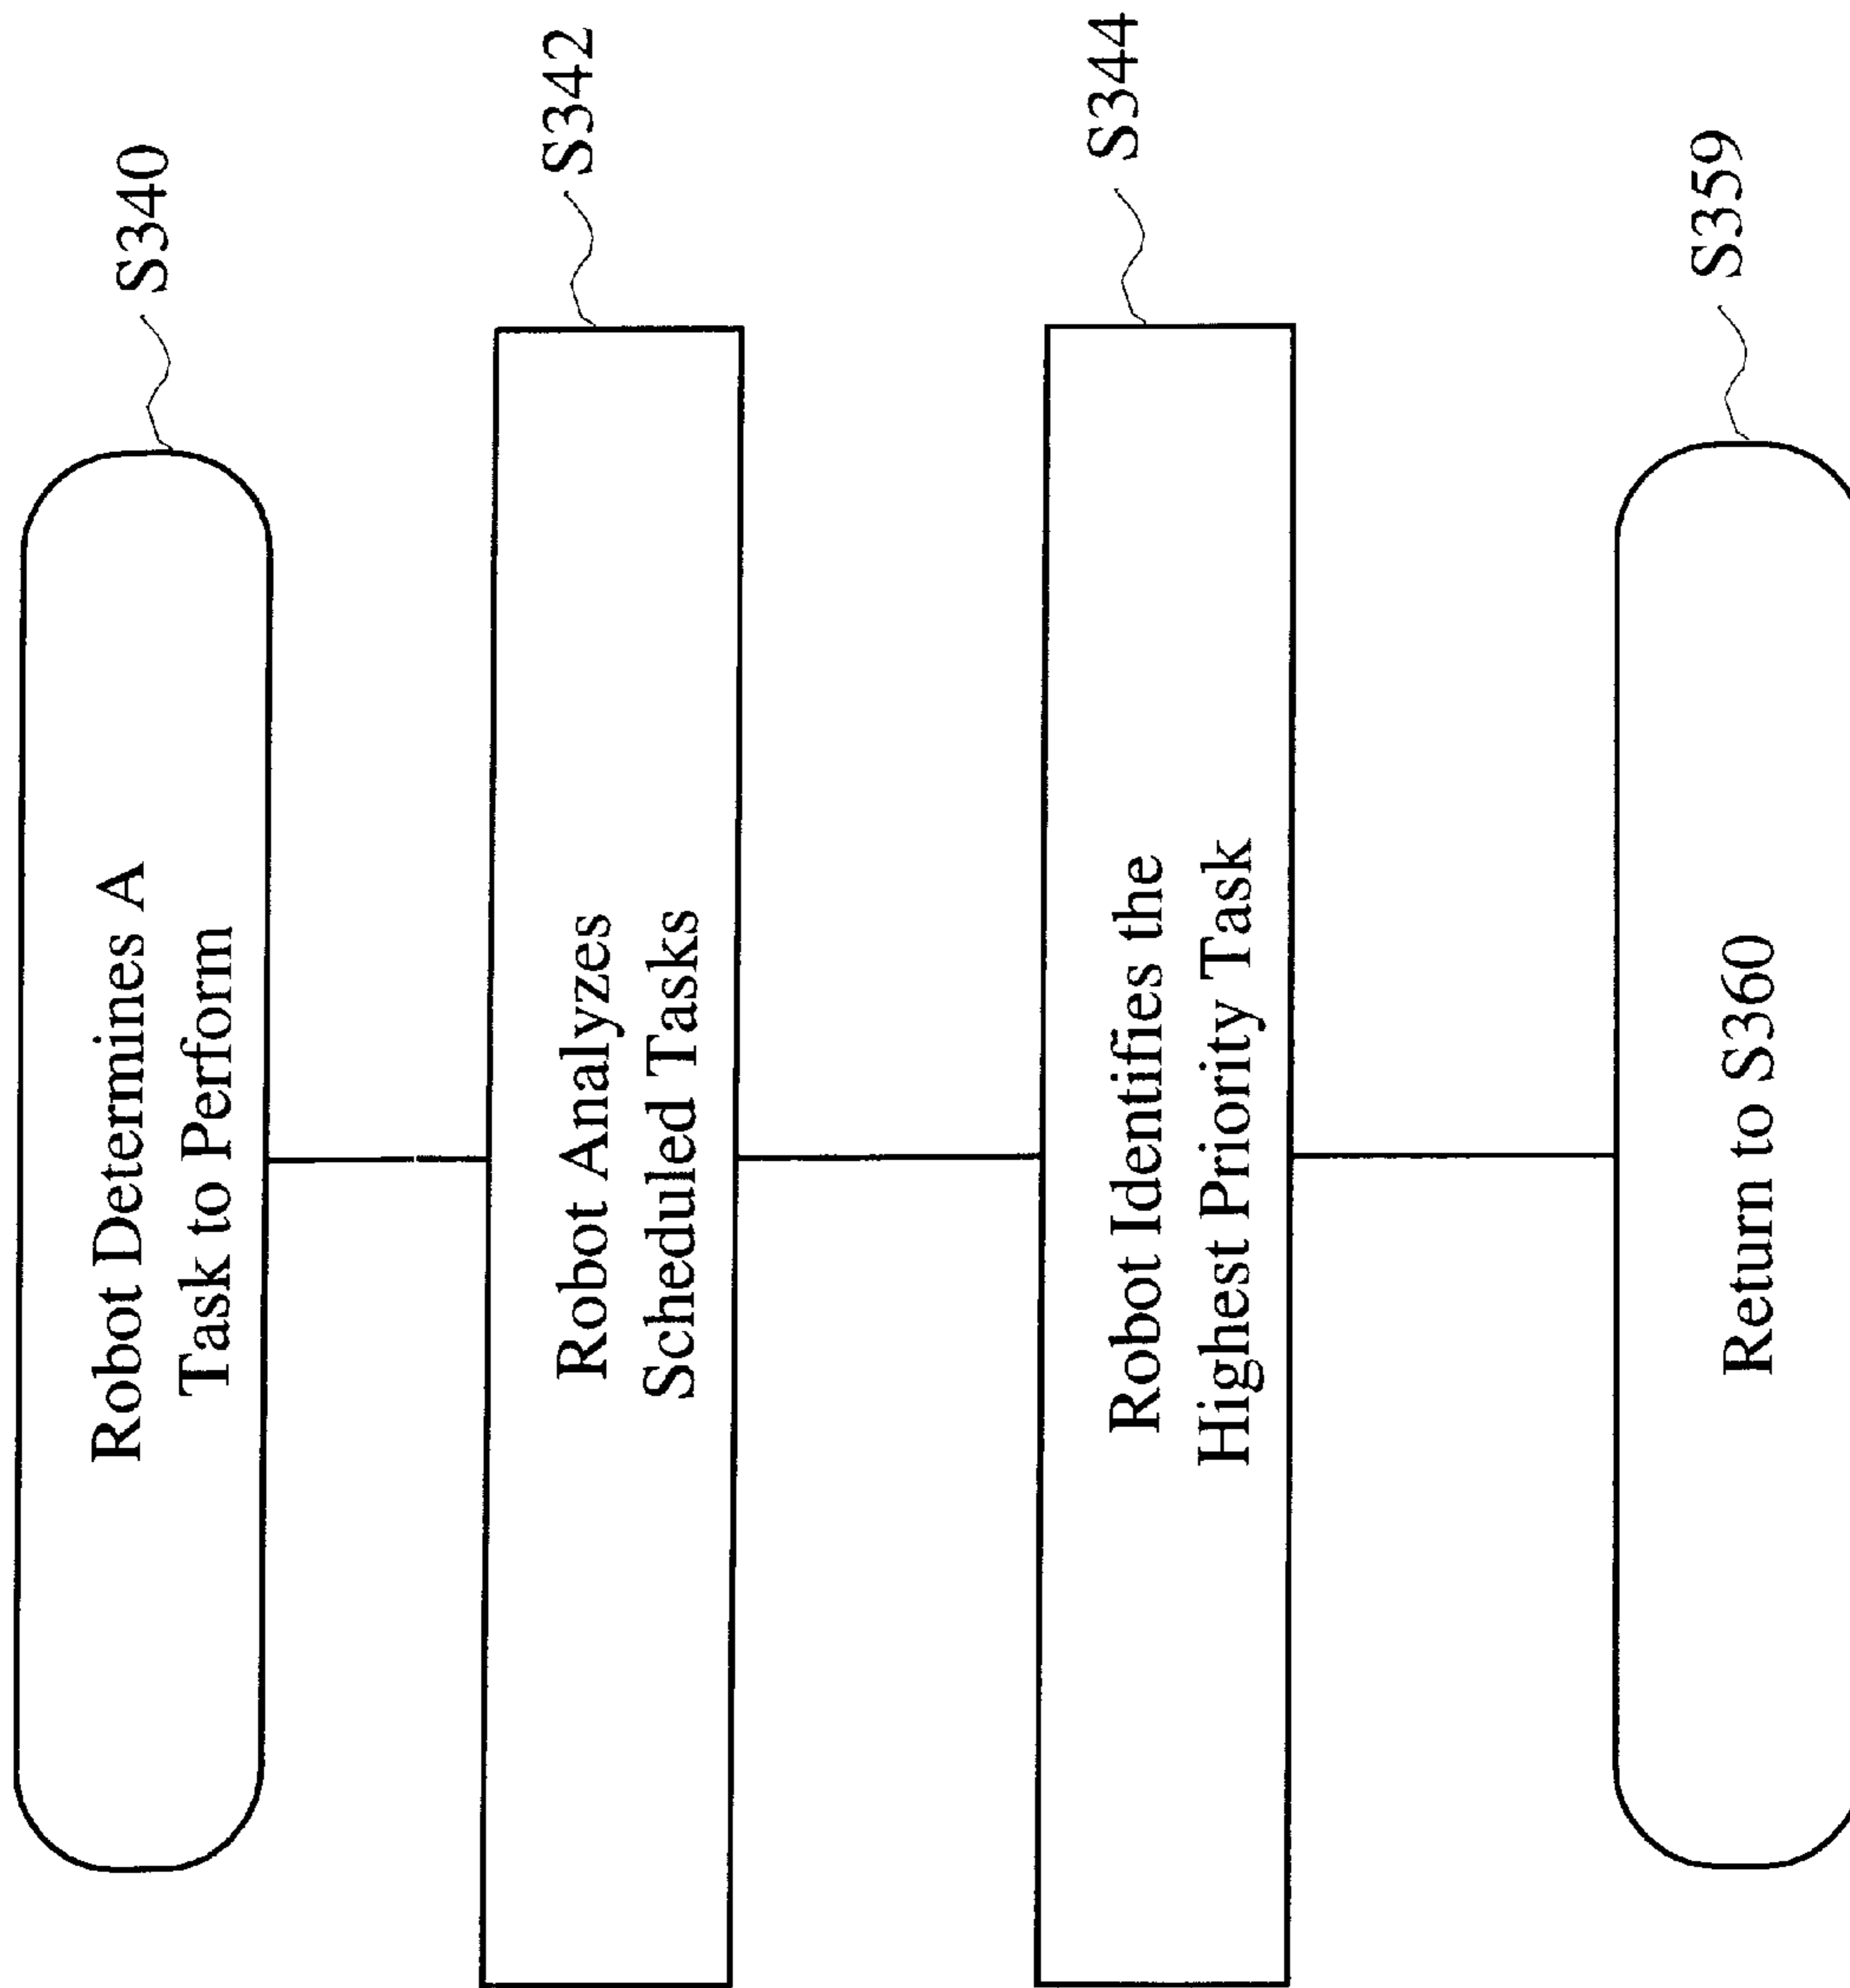 Robot Determines A
Task to Perform
S340
Robot Analyzes
Scheduled Tasks
S342
Robot Identifies the
Highest Priority Task
S344
Return to S360
S359